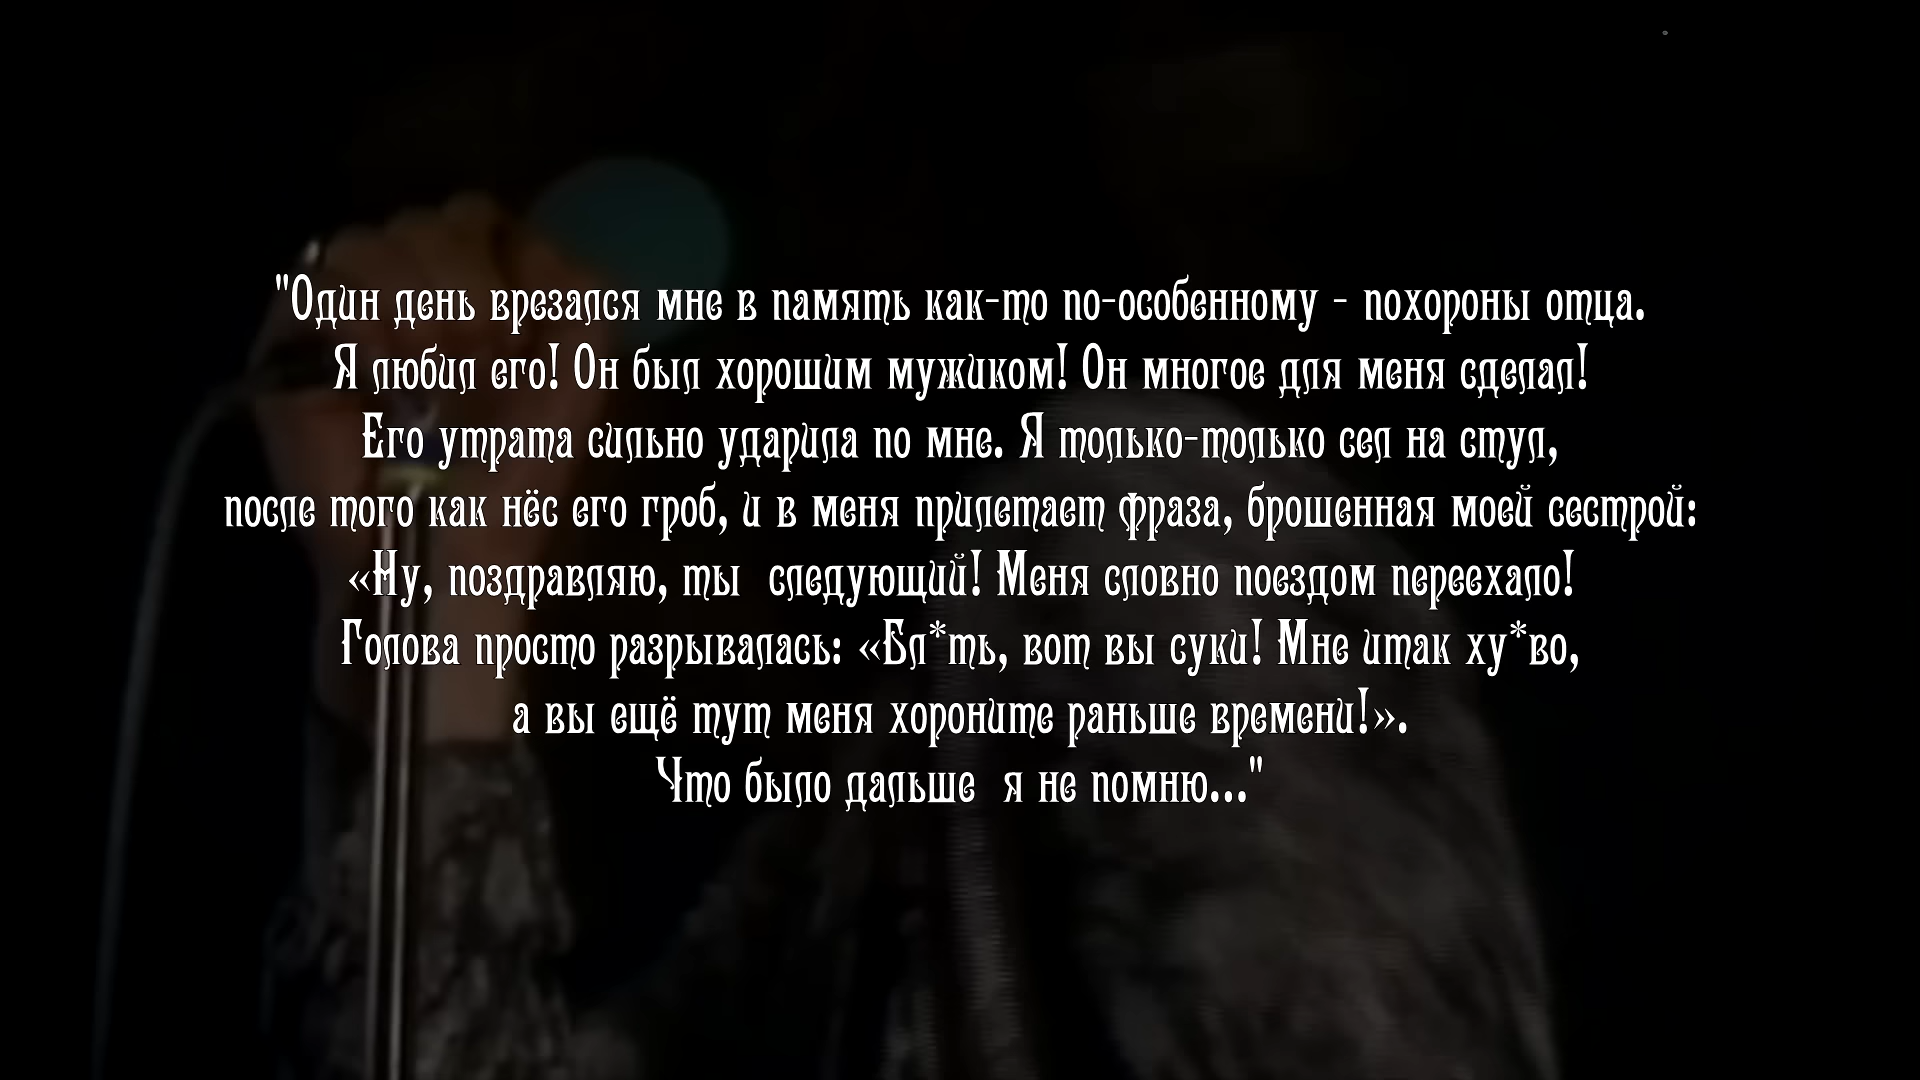 "Один день врезался мне в память как-то по-особенному - похороны отца.
Я любил его! Он был хорошим мужиком! Он многое для меня сделал!
Его утрата сильно ударила по мне. Я только-только сел на стул,
после того как нёс его гроб, и в меня прилетает фраза, брошенная моей сестрой:
«Ну, поздравляю, ты  следующий! Меня словно поездом переехало!
Голова просто разрывалась: «Бл*ть, вот вы суки! Мне итак ху*во,
а вы ещё тут меня хороните раньше времени!».
Что было дальше  я не помню..."